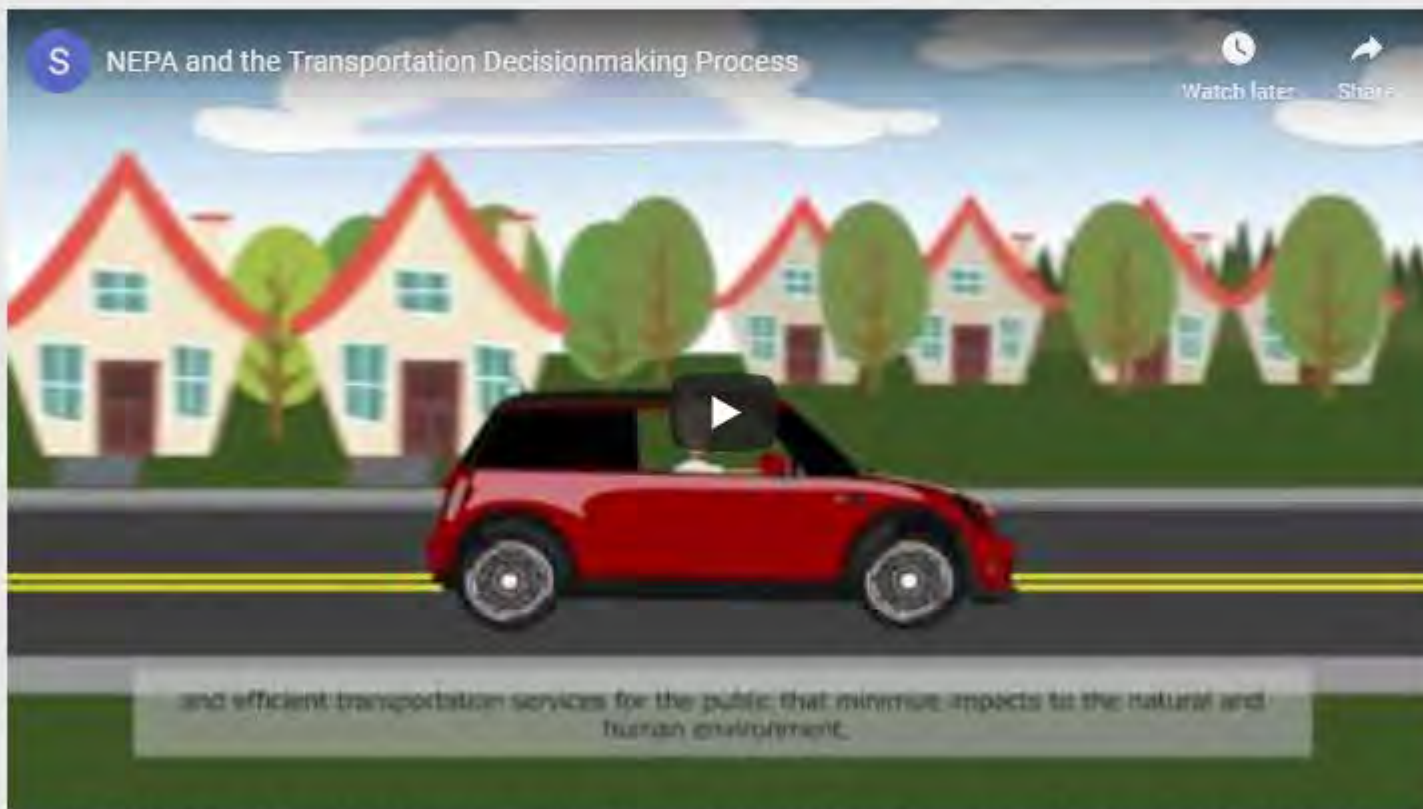 S
NEPA and the Transportation Decisionmaking Process
Watch later
Share
and efficient transportation services for the public that minimize impacts to the natural and
human environment.